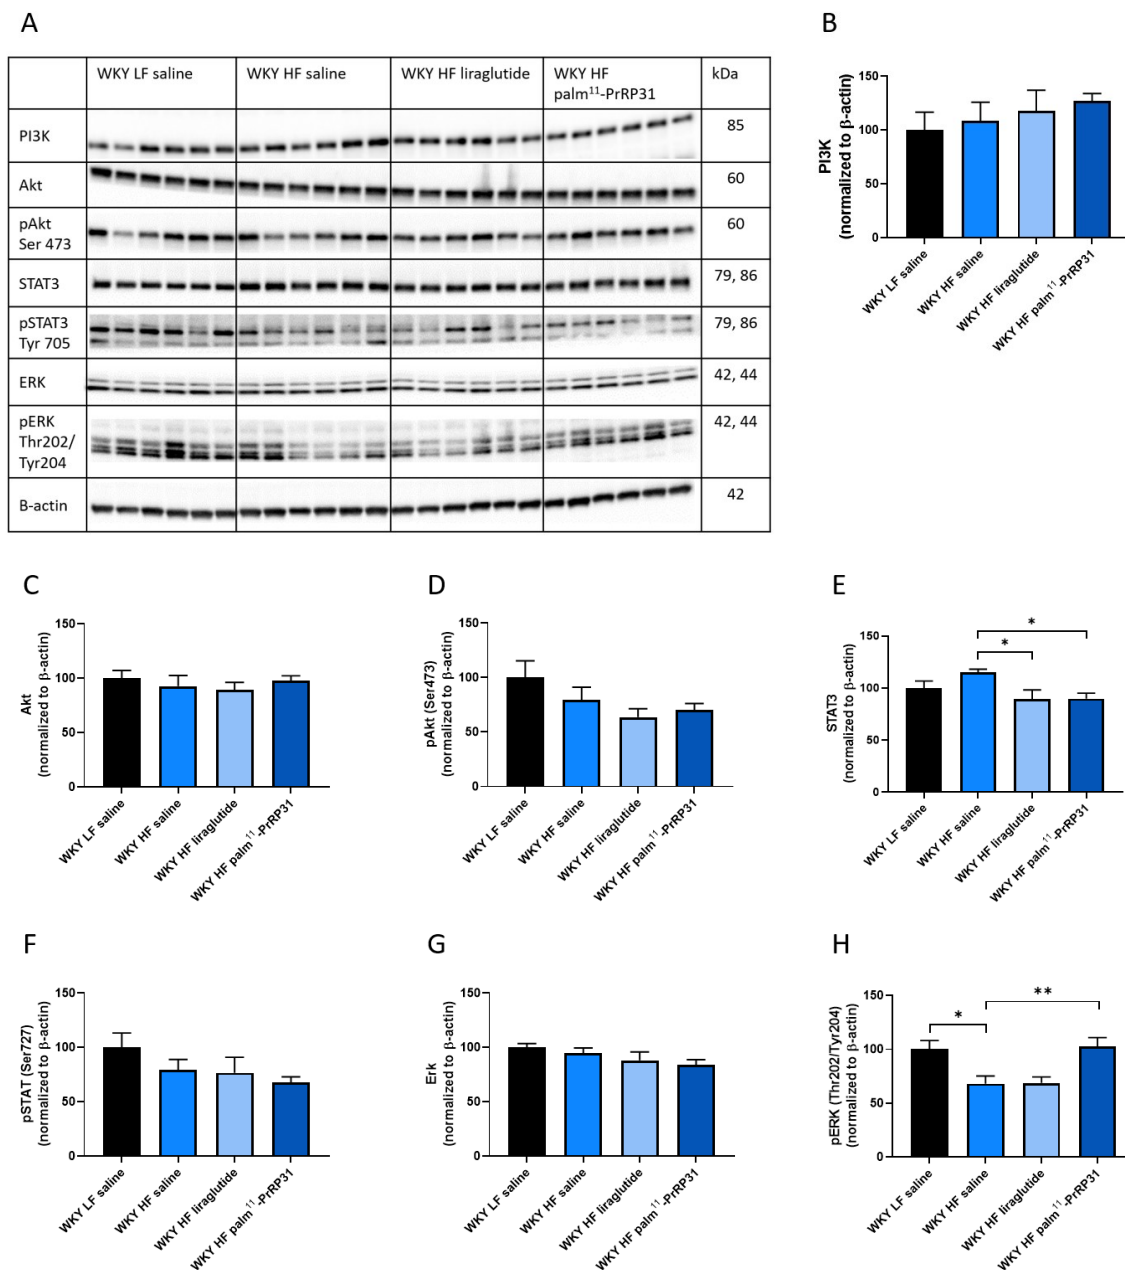 A
WKY LF saline
WKY HF saline
WKY HF liraglutide
WKY HF
palm¹¹-PrRP31
kDa
PI3K
85
Akt
60
pAkt
Ser 473
60
STAT3
79, 86
pSTAT3
Tyr 705
79, 86
ERK
42, 44
pERK
Thr202/
Tyr204
42, 44
B-actin
42
B
PI3K
(normalized to β-actin)
150
100
50
0
WKY LF saline
WKY HF saline
WKY HF liraglutide
WKY HF palm¹¹-PrRP31
C
Akt
(normalized to β-actin)
150
100
50
0
WKY LF saline
WKY HF saline
WKY HF liraglutide
WKY HF palm¹¹-PrRP31
D
pAkt (Ser473)
(normalized to β-actin)
150
100
50
0
WKY LF saline
WKY HF saline
WKY HF liraglutide
WKY HF palm¹¹-PrRP31
E
STAT3
(normalized to β-actin)
150
100
50
0
*
*
WKY LF saline
WKY HF saline
WKY HF liraglutide
WKY HF palm¹¹-PrRP31
F
pSTAT (Ser727)
(normalized to β-actin)
150
100
50
0
WKY LF saline
WKY HF saline
WKY HF liraglutide
WKY HF palm¹¹-PrRP31
G
Erk
(normalized to β-actin)
150
100
50
0
WKY LF saline
WKY HF saline
WKY HF liraglutide
WKY HF palm¹¹-PrRP31
H
pERK (Thr202/Tyr204)
(normalized to β-actin)
150
100
50
0
*
**
WKY LF saline
WKY HF saline
WKY HF liraglutide
WKY HF palm¹¹-PrRP31